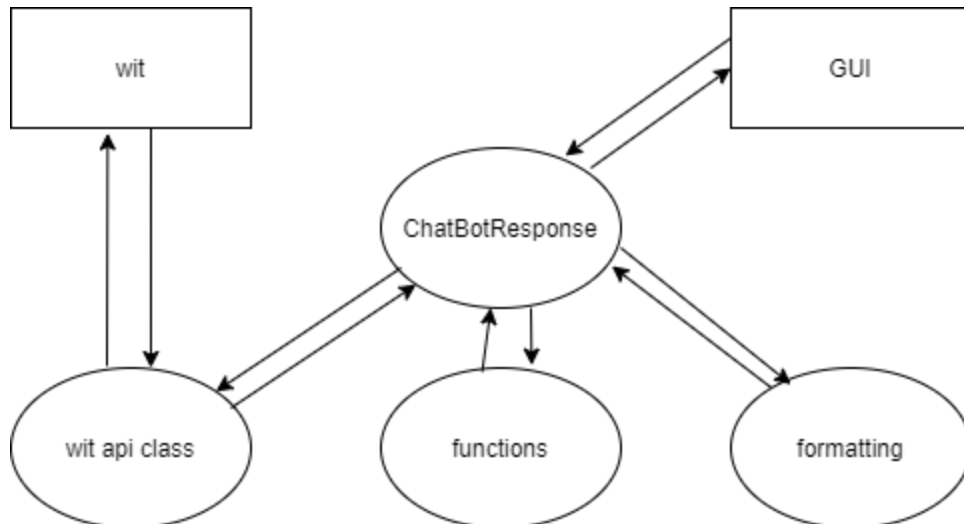 wit
GUI
ChatBotResponse
wit api class
functions
formatting